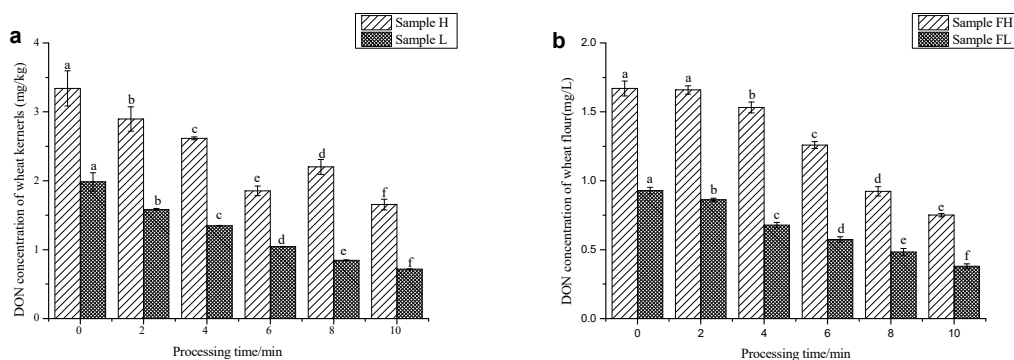 a
Sample H
Sample L
DON concentration of wheat kernerls (mg/kg)
4
3
2
1
0
a
b
c
e
d
f
a
b
c
d
e
f
0 2 4 6 8 10
Processing time/min
b
Sample FH
Sample FL
DON concentration of wheat flour(mg/L)
2.0
1.5
1.0
0.5
0.0
a
a
b
c
d
e
a
b
c
d
e
f
0 2 4 6 8 10
Processing time/min